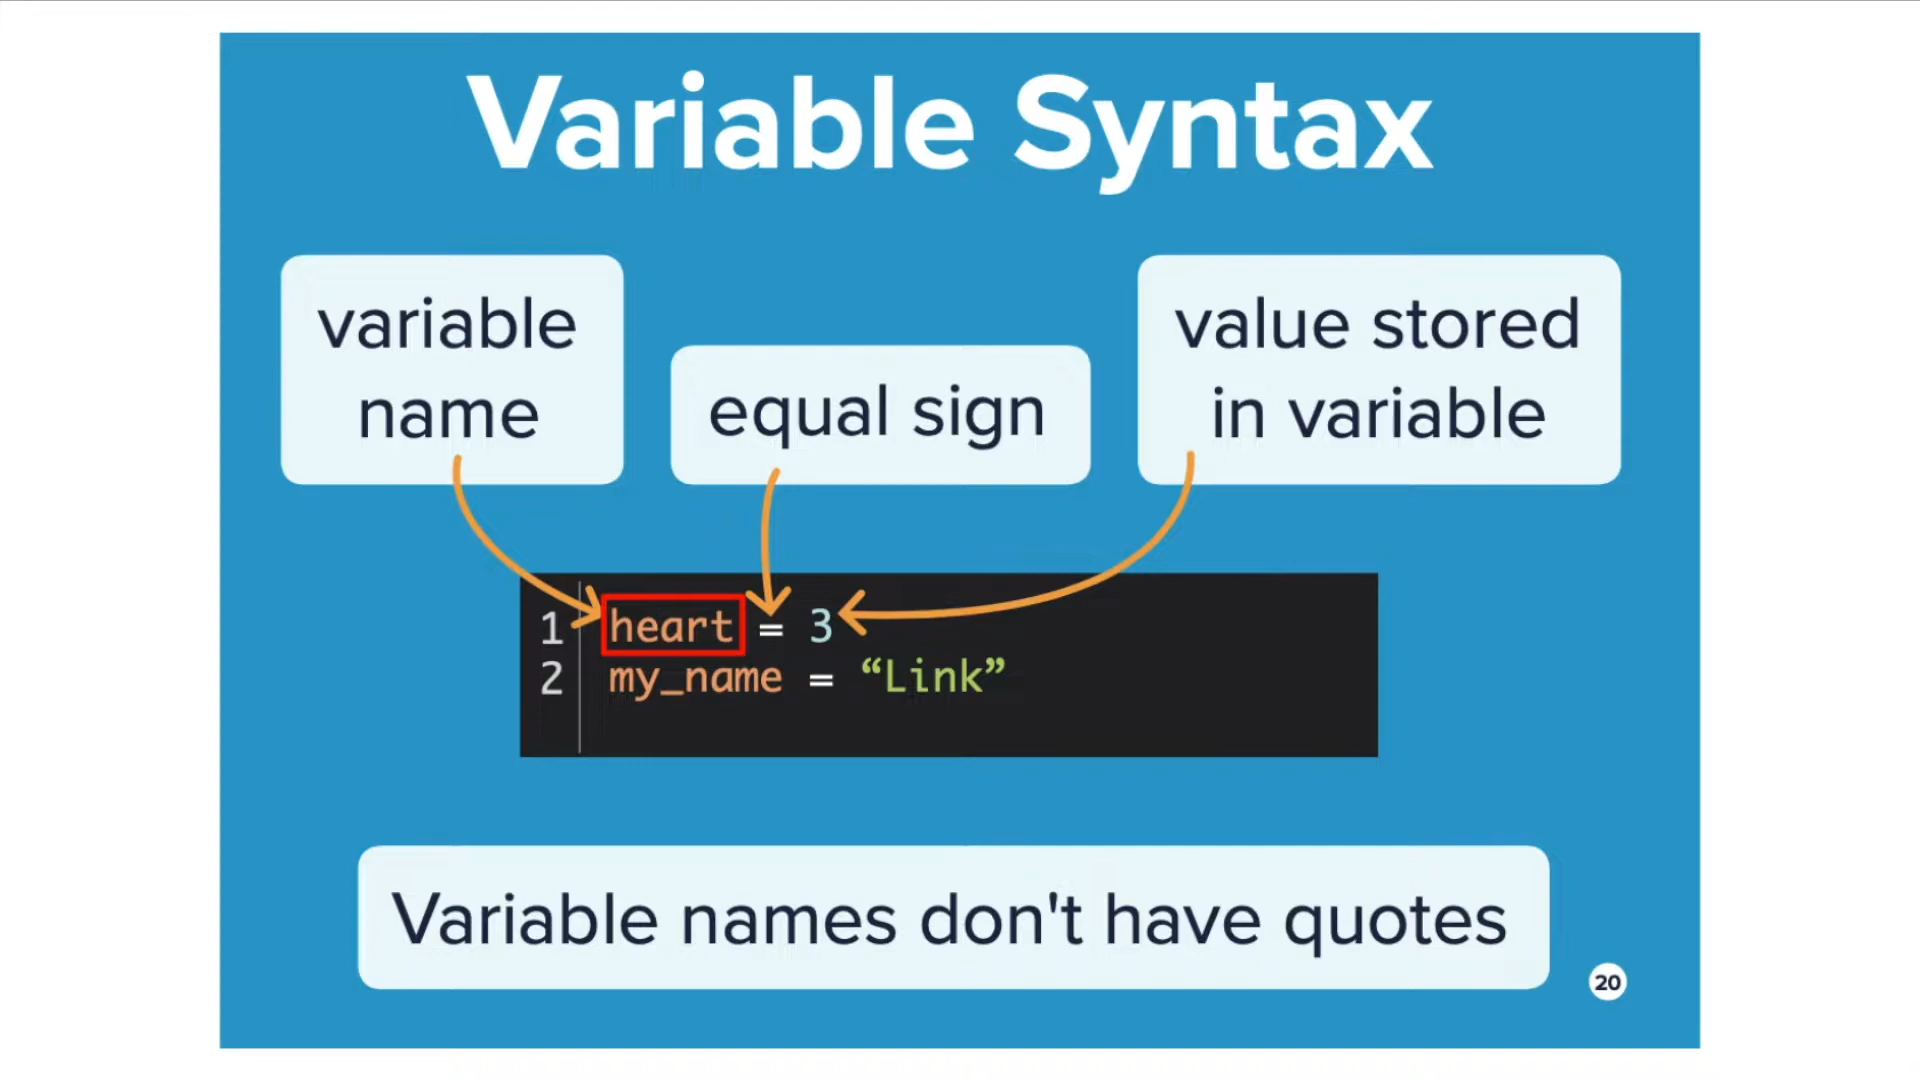 Variable Syntax
variable
name
equal sign
value stored
in variable
1 heart = 3
2 my_name = “Link”
Variable names don't have quotes
20